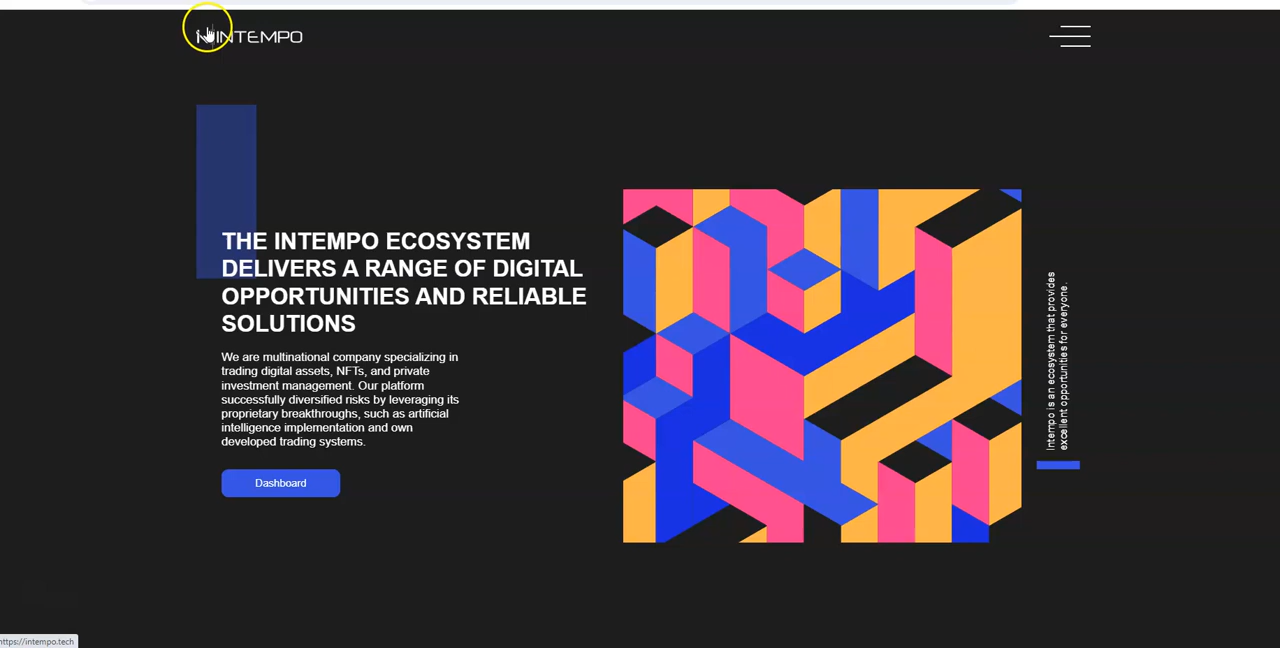 INTEMPO
THE INTEMPO ECOSYSTEM
DELIVERS A RANGE OF DIGITAL
OPPORTUNITIES AND RELIABLE
SOLUTIONS
We are multinational company specializing in
trading digital assets, NFTs, and private
investment management. Our platform
successfully diversified risks by leveraging its
proprietary breakthroughs, such as artificial
intelligence implementation and own
developed trading systems.
Dashboard
Intempo is an ecosystem that provides
excellent opportunities for everyone.
https://intempo.tech